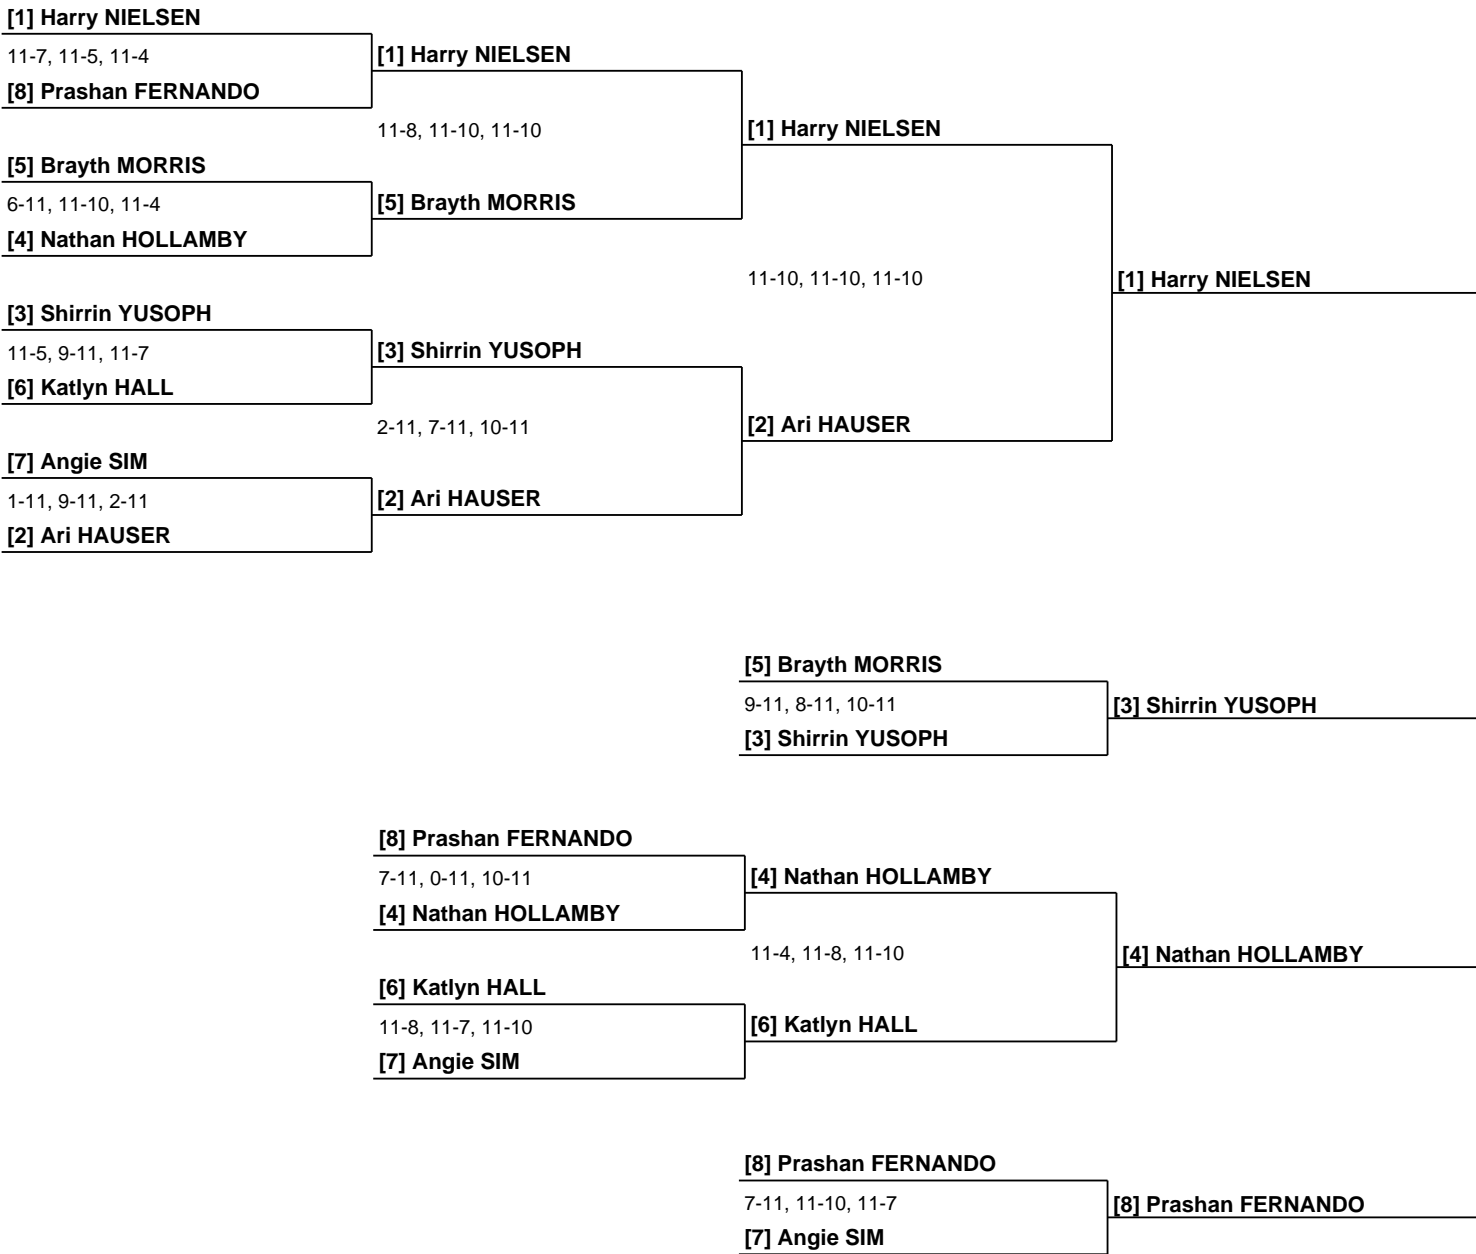 [1] Harry NIELSEN
11-7, 11-5, 11-4
[1] Harry NIELSEN
[8] Prashan FERNANDO
11-8, 11-10, 11-10
[1] Harry NIELSEN
[5] Brayth MORRIS
6-11, 11-10, 11-4
[5] Brayth MORRIS
[4] Nathan HOLLAMBY
11-10, 11-10, 11-10
[1] Harry NIELSEN
[3] Shirrin YUSOPH
11-5, 9-11, 11-7
[3] Shirrin YUSOPH
[6] Katlyn HALL
2-11, 7-11, 10-11
[2] Ari HAUSER
[7] Angie SIM
1-11, 9-11, 2-11
[2] Ari HAUSER
[2] Ari HAUSER
[5] Brayth MORRIS
9-11, 8-11, 10-11
[3] Shirrin YUSOPH
[3] Shirrin YUSOPH
[8] Prashan FERNANDO
7-11, 0-11, 10-11
[4] Nathan HOLLAMBY
[4] Nathan HOLLAMBY
11-4, 11-8, 11-10
[4] Nathan HOLLAMBY
[6] Katlyn HALL
11-8, 11-7, 11-10
[6] Katlyn HALL
[7] Angie SIM
[8] Prashan FERNANDO
7-11, 11-10, 11-7
[8] Prashan FERNANDO
[7] Angie SIM